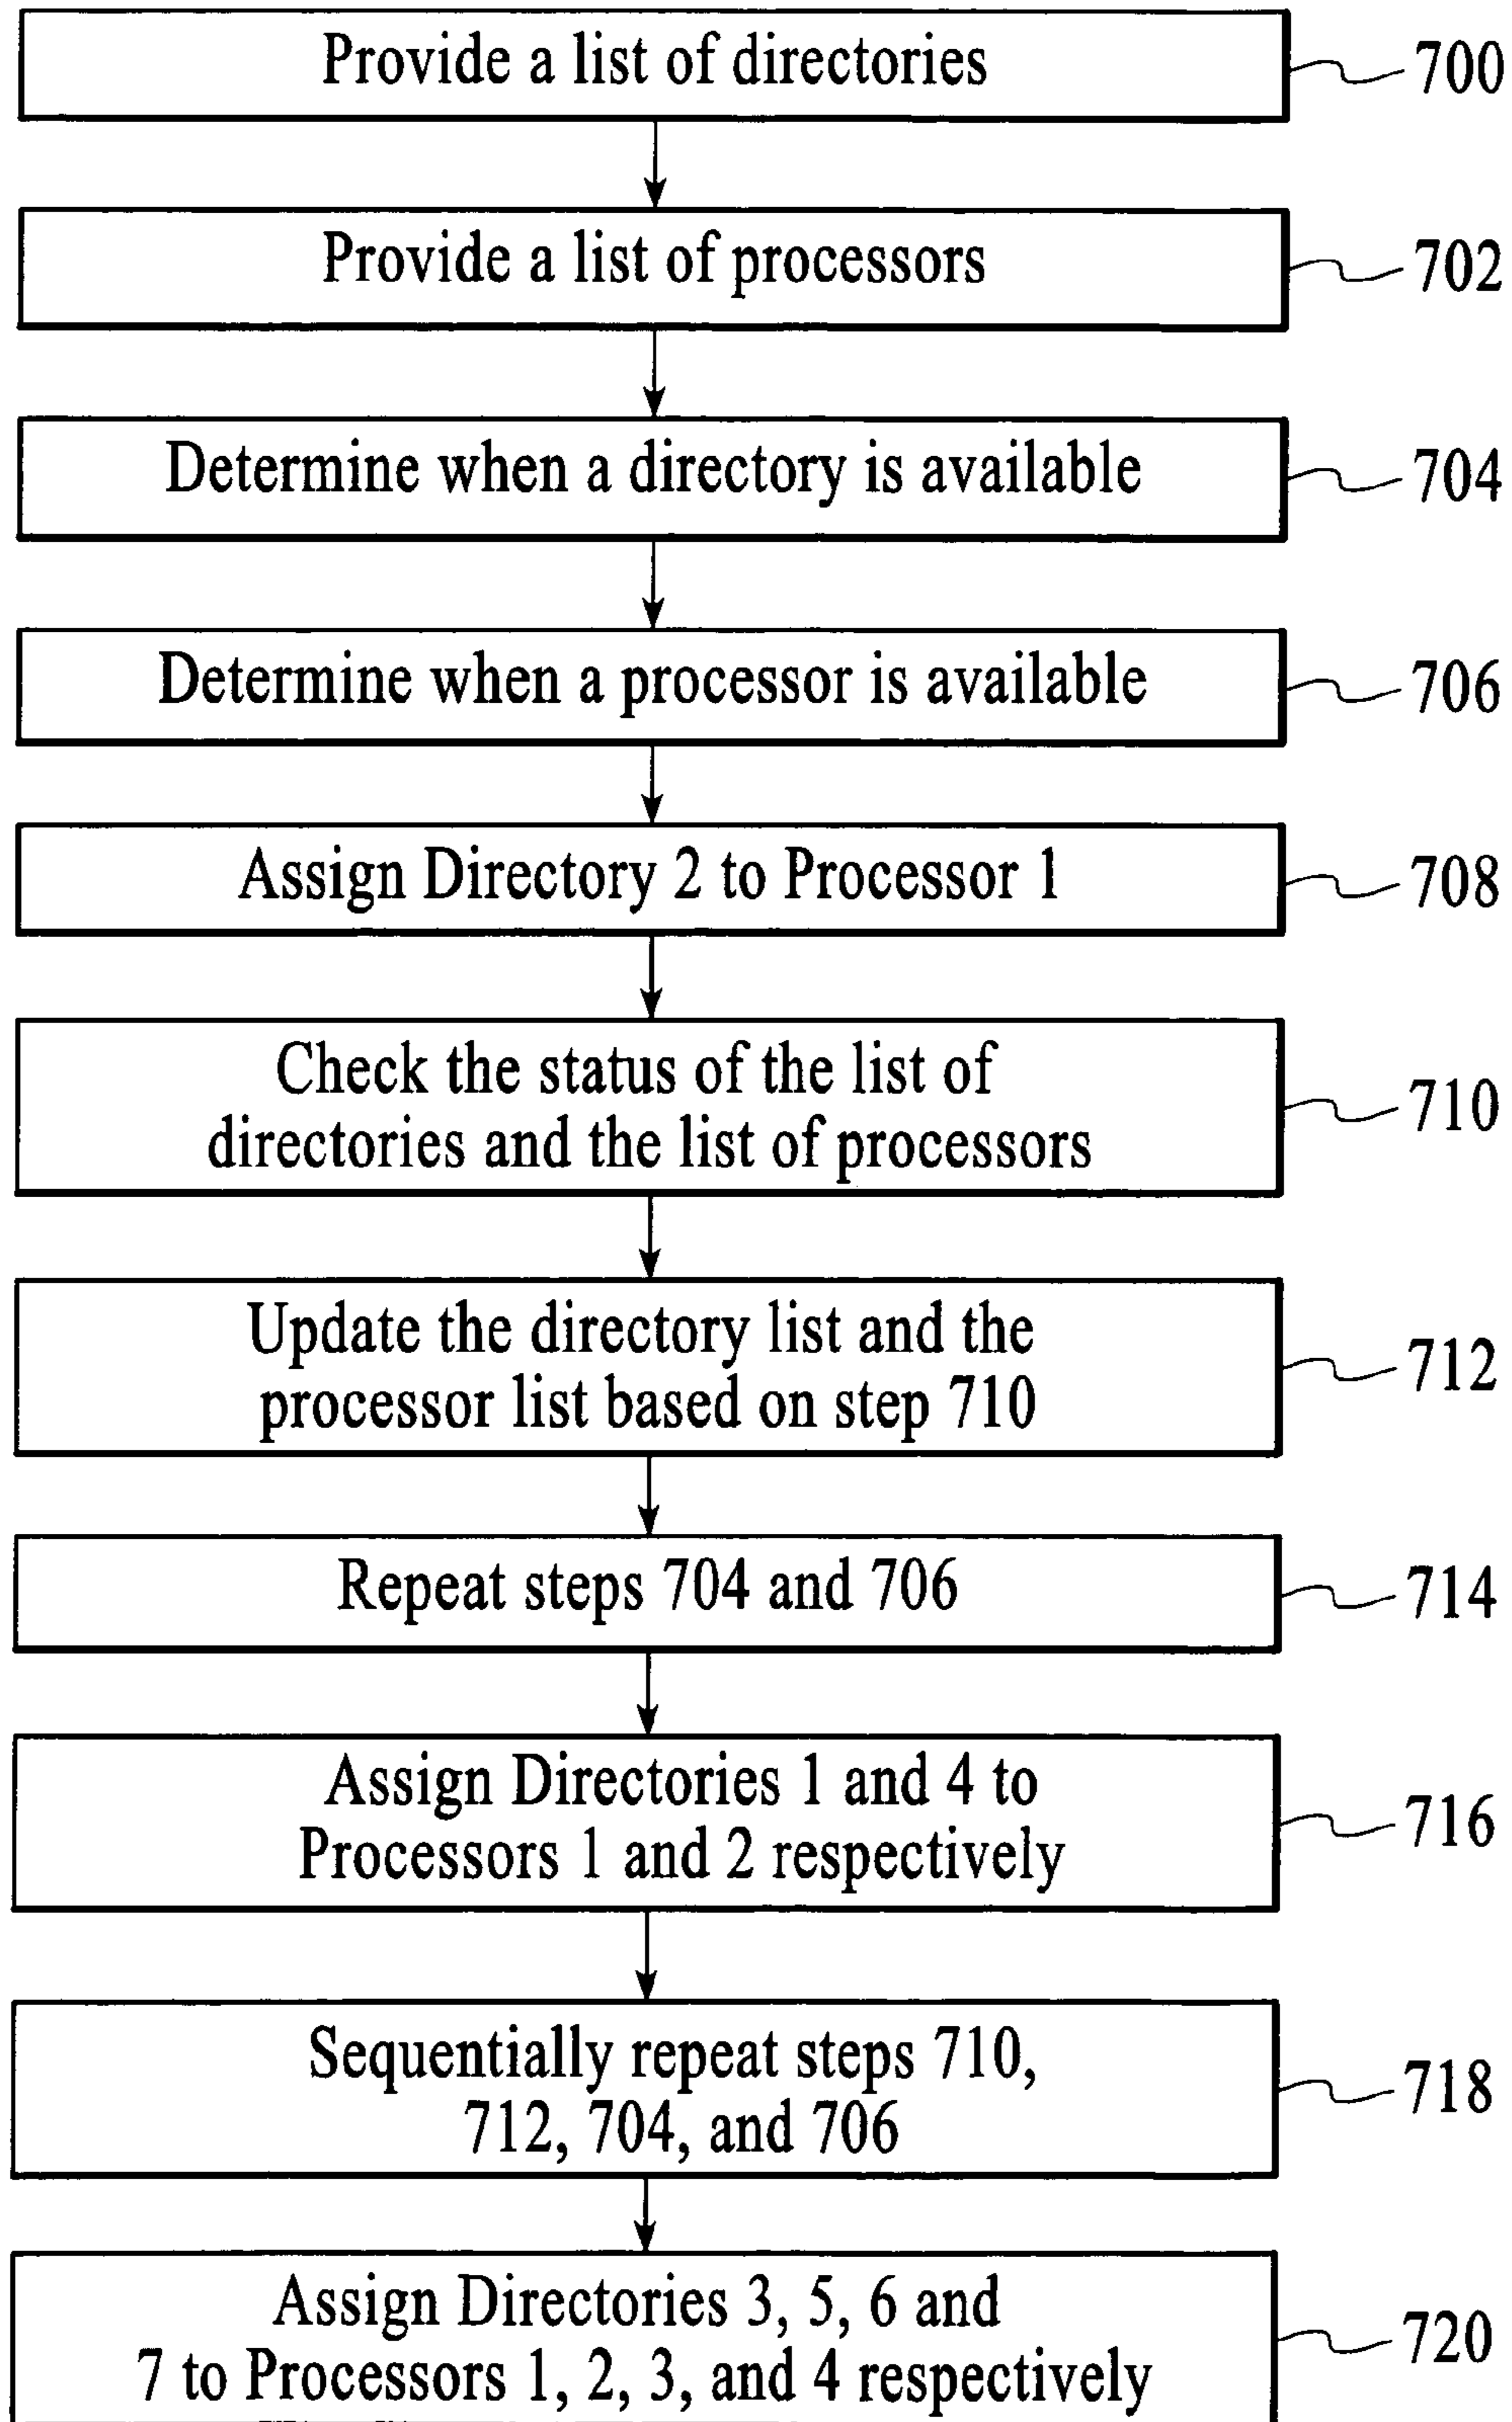 Provide a list of directories
700
Provide a list of processors
702
Determine when a directory is available
704
Determine when a processor is available
706
Assign Directory 2 to Processor 1
708
Check the status of the list of
directories and the list of processors
710
Update the directory list and the
processor list based on step 710
712
Repeat steps 704 and 706
714
Assign Directories 1 and 4 to
Processors 1 and 2 respectively
716
Sequentially repeat steps 710,
712, 704, and 706
718
Assign Directories 3, 5, 6 and
7 to Processors 1, 2, 3, and 4 respectively
720